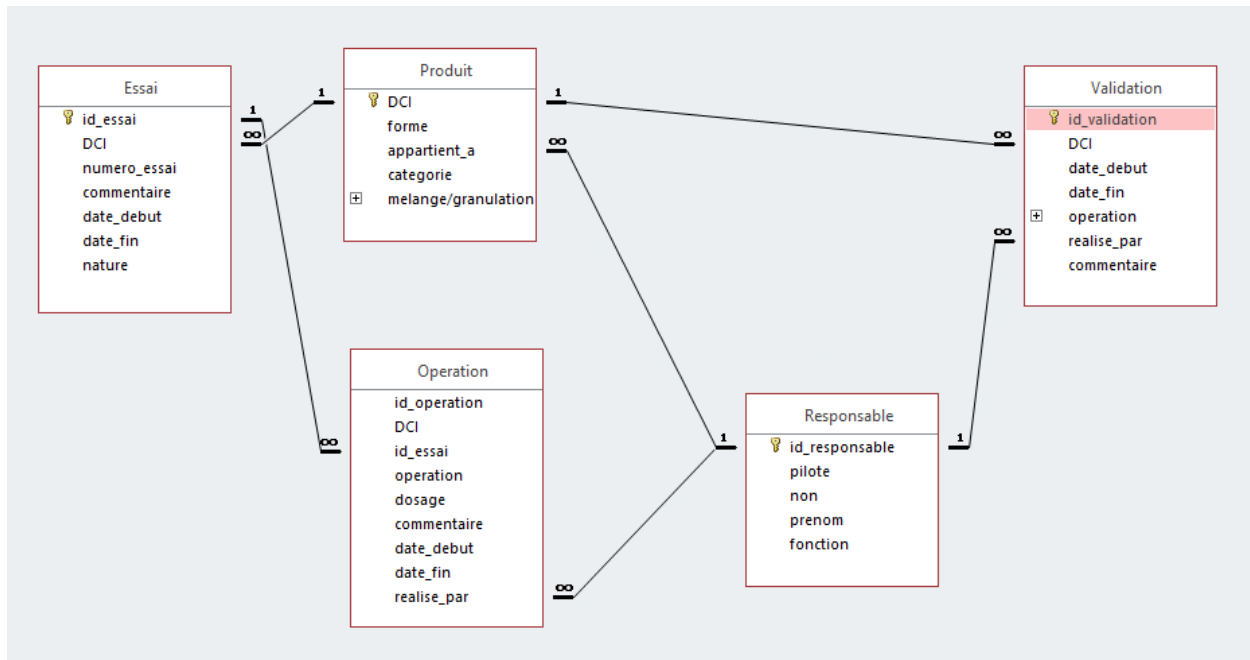 Essai
id_essai
DCI
numero_essai
commentaire
date_debut
date_fin
nature
1
∞
1
Produit
DCI
forme
appartient_a
categorie
melange/granulation
1
∞
Validation
id_validation
DCI
date_debut
date_fin
operation
realise_par
commentaire
∞
∞
Operation
id_operation
DCI
id_essai
operation
dosage
commentaire
date_debut
date_fin
realise_par
∞
∞
Responsable
id_responsable
pilote
non
prenom
fonction
1
1